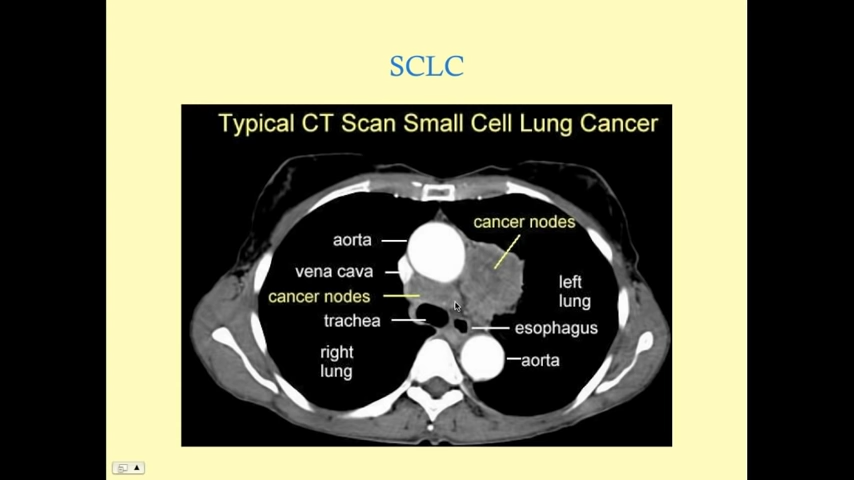 SCLC
Typical CT Scan Small Cell Lung Cancer
cancer nodes
aorta
vena cava
left
lung
cancer nodes
trachea
esophagus
right
lung
aorta